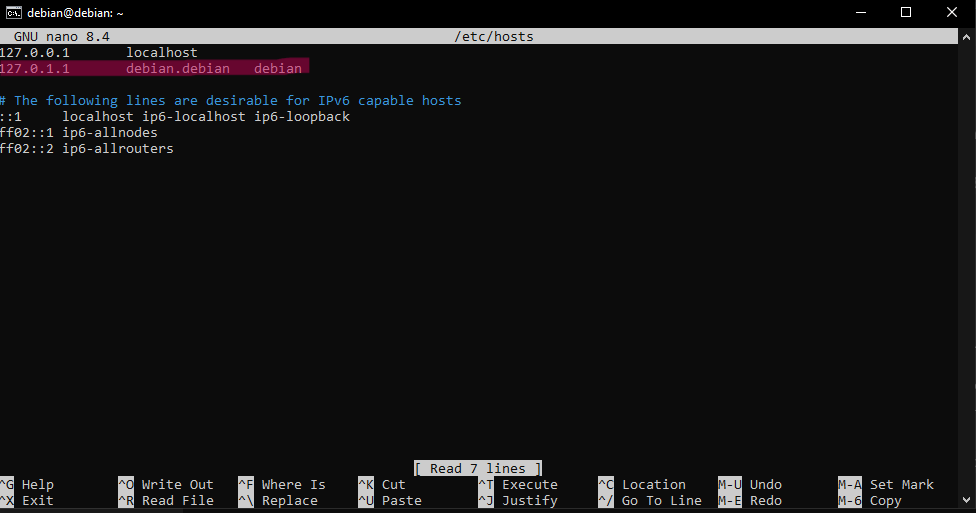 debian@debian: ~
GNU nano 8.4 /etc/hosts
127.0.0.1 localhost
127.0.1.1 debian.debian debian
# The following lines are desirable for IPv6 capable hosts
::1 localhost ip6-localhost ip6-loopback
ff02::1 ip6-allnodes
ff02::2 ip6-allrouters
[ Read 7 lines ]
^G Help ^O Write Out ^F Where Is ^K Cut ^T Execute ^C Location M-U Undo M-A Set Mark
^X Exit ^R Read File ^\ Replace ^U Paste ^J Justify ^/ Go To Line M-E Redo M-6 Copy